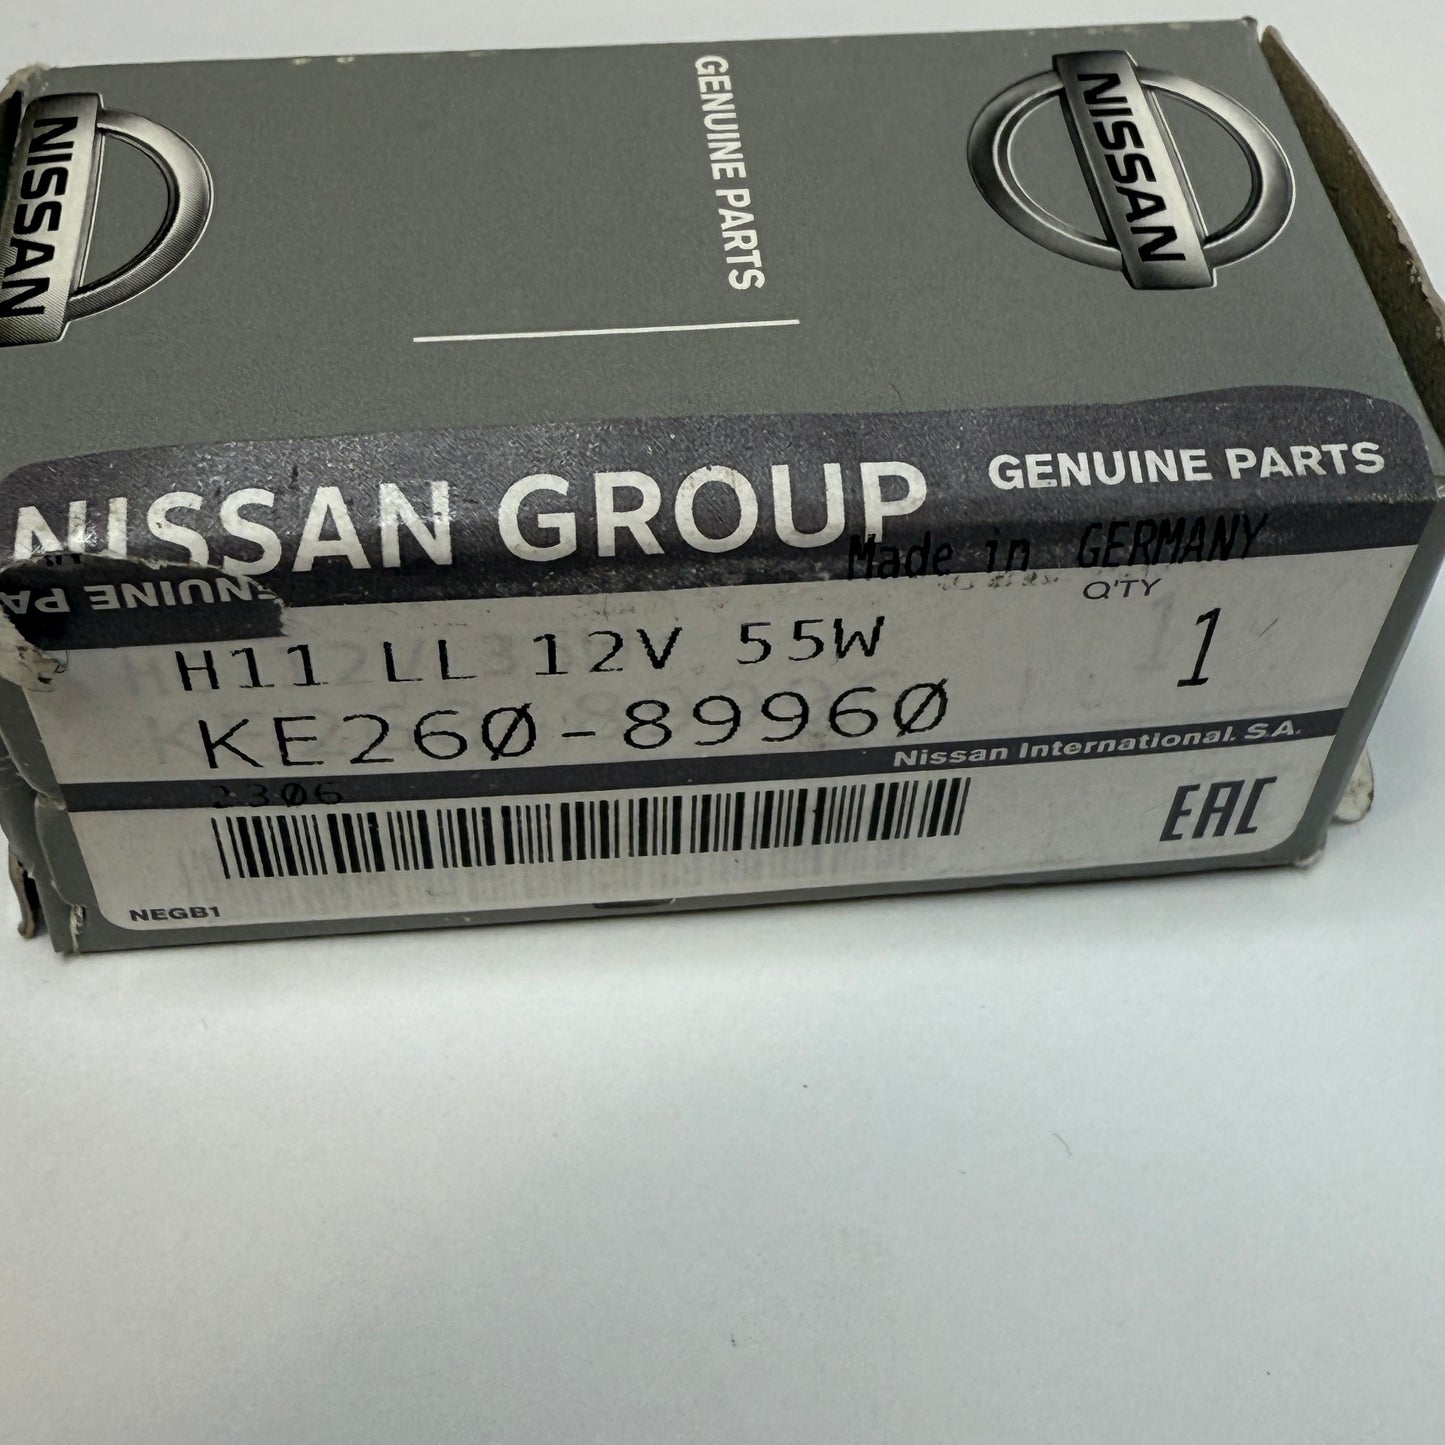 NISSAN
GENUINE PARTS
NISSAN
NISSAN GROUP
GENUINE PARTS
Made in GERMANY
Q'TY
H11 LL 12V 55W
1
KE260-89960
Nissan International. S.A.
2306
EAC
NEGB1